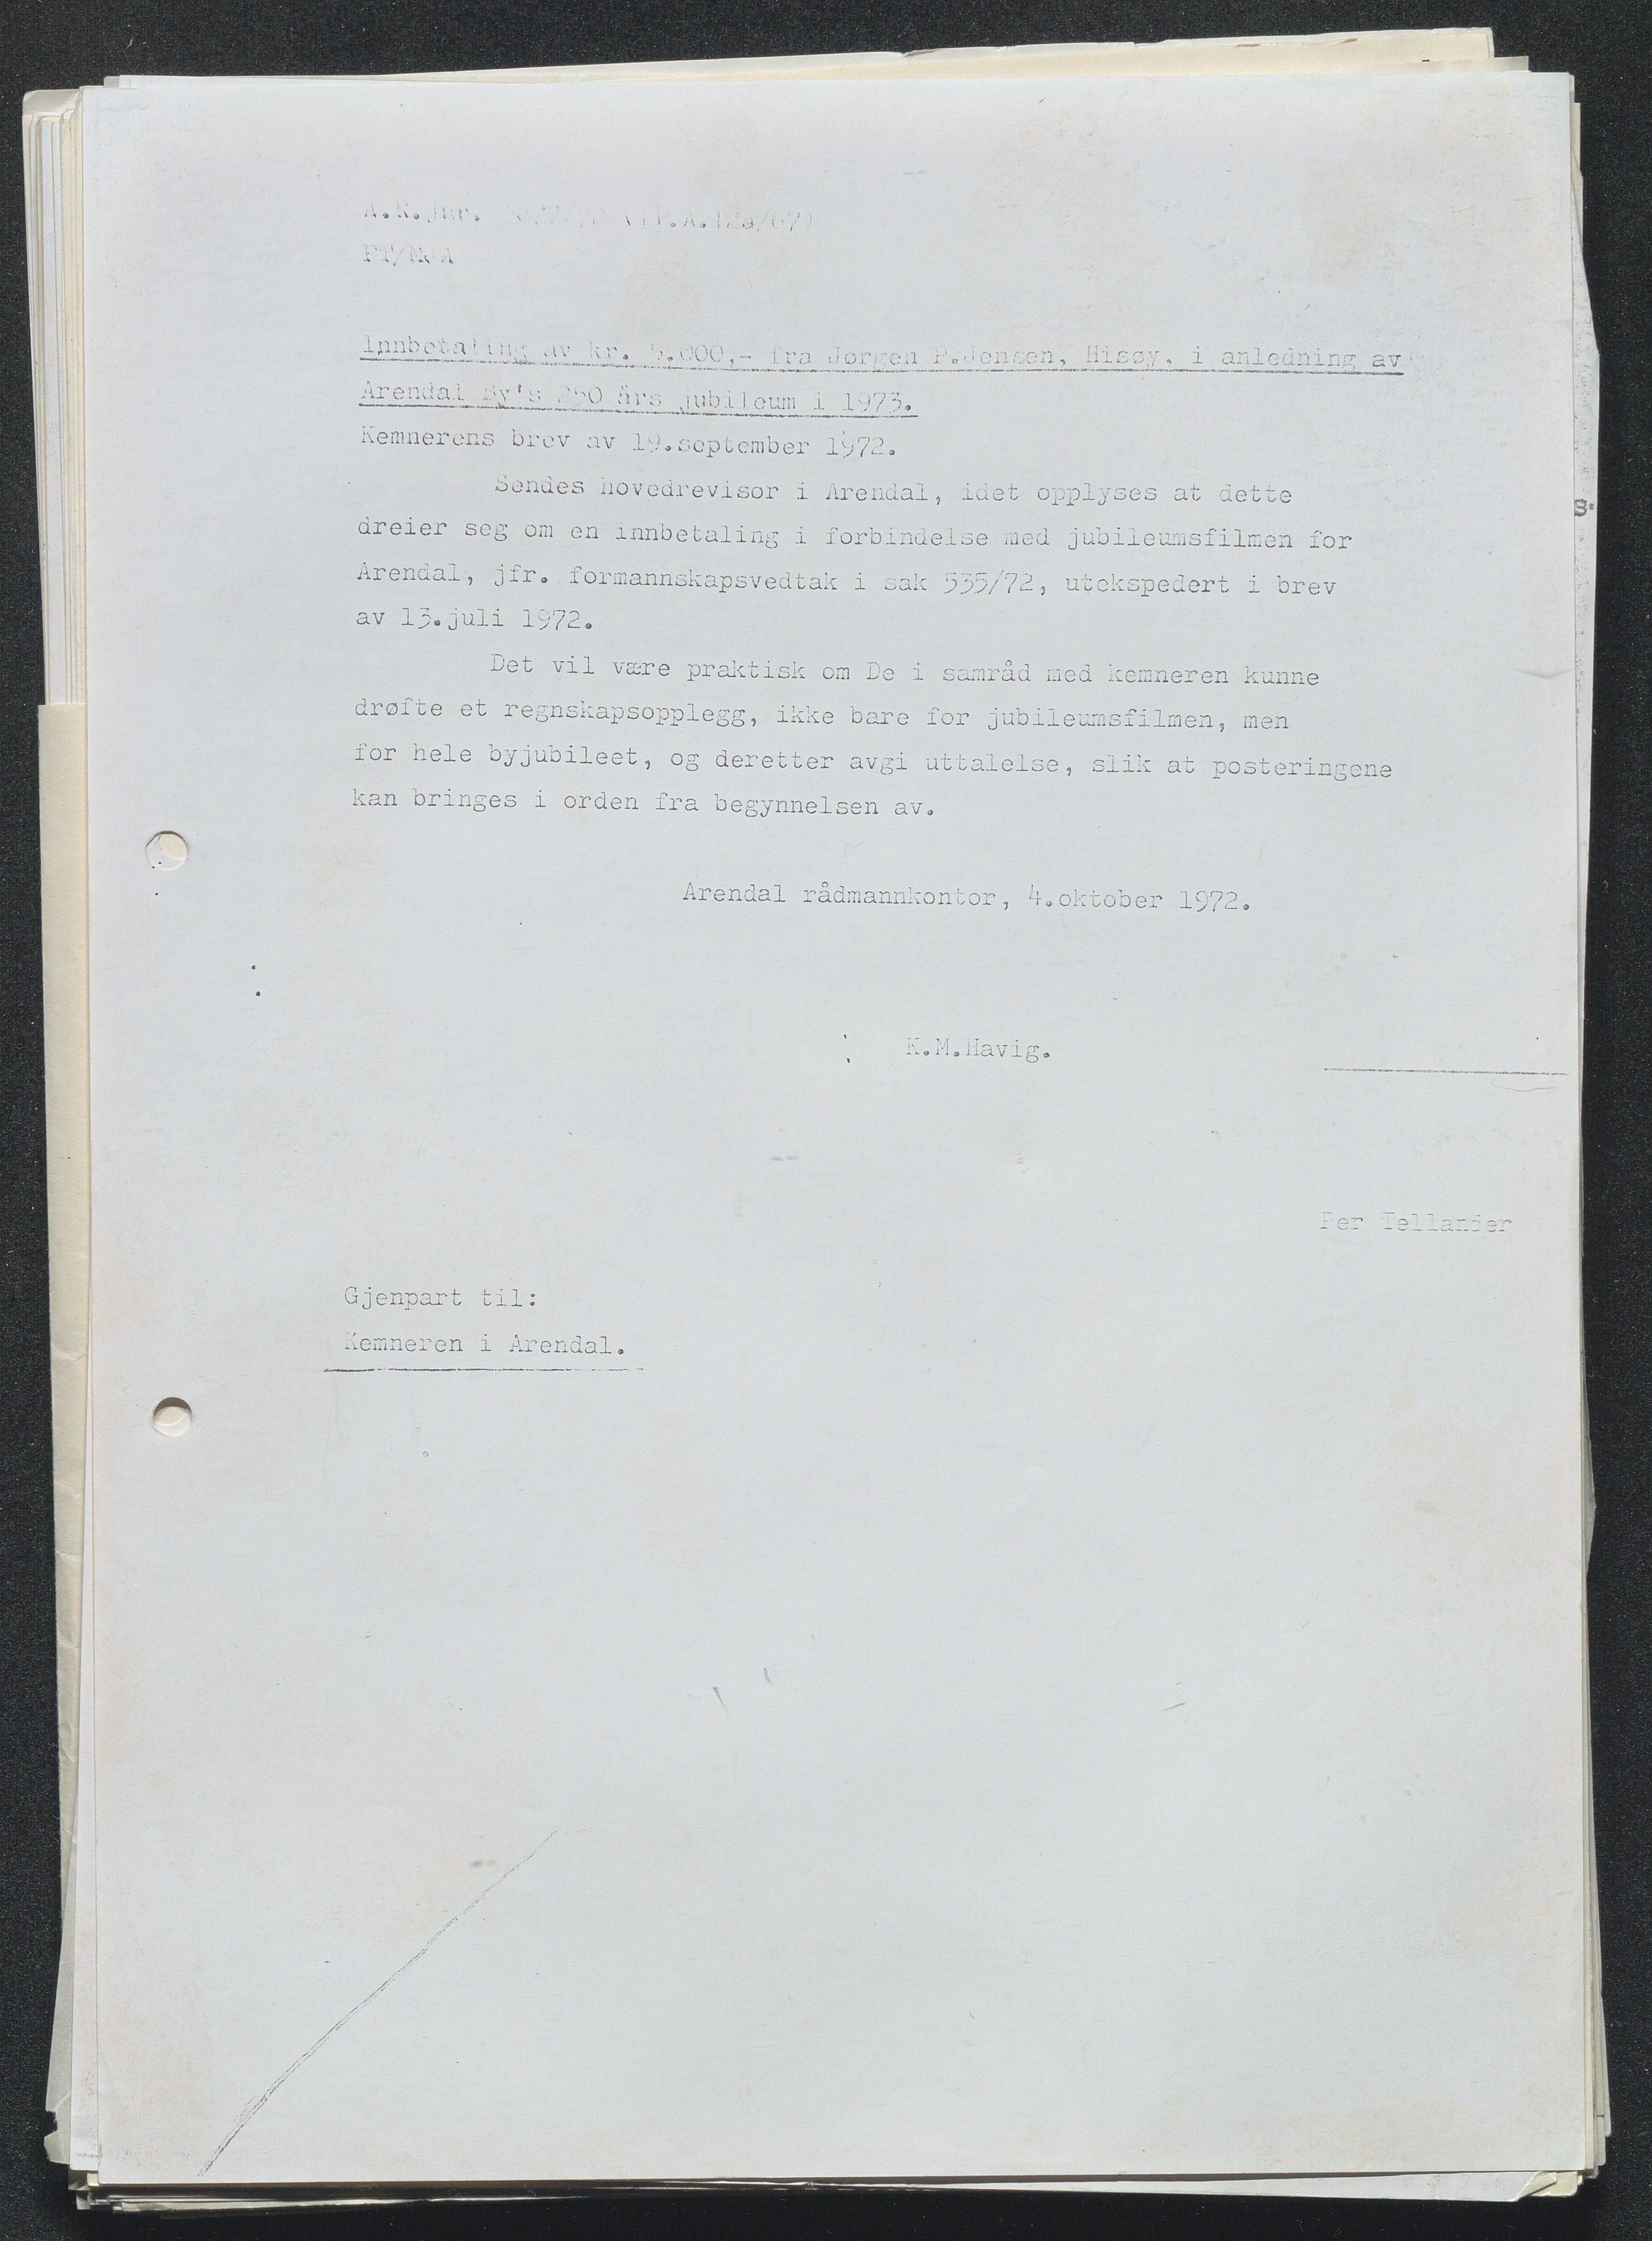 A.K.jnr.
PT/MGA
Innbetaling av kr. 5.000,- fra Jørgen P.Jensen, Hisøy, i anledning av
Arendal By's 250 års jubileum i 1973.
Kemnerens brev av 19.september 1972.
Sendes hovedrevisor i Arendal, idet opplyses at dette
dreier seg om en innbetaling i forbindelse med jubileumsfilmen for
Arendal, jfr. formannskapsvedtak i sak 535/72, utekspedert i brev
av 13.juli 1972.
Det vil være praktisk om De i samråd med kemneren kunne
drøfte et regnskapsopplegg, ikke bare for jubileumsfilmen, men
for hele byjubileet, og deretter avgi uttalelse, slik at posteringene
kan bringes i orden fra begynnelsen av.
Arendal rådmannkontor, 4.oktober 1972.
K.M.Havig.
Per Tellander
Gjenpart til:
Kemneren i Arendal.